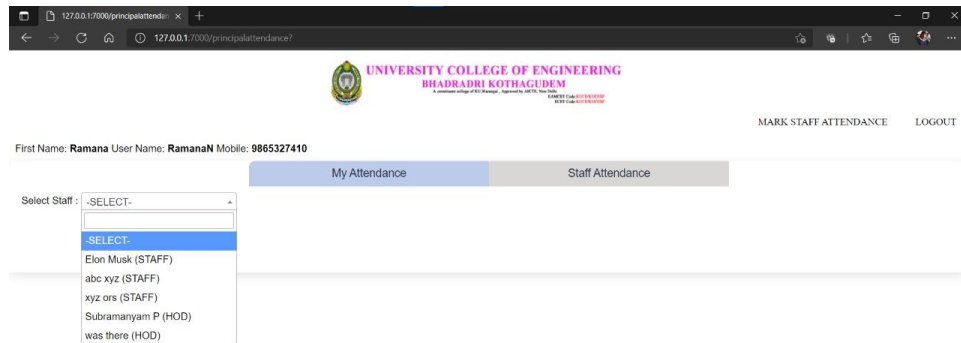 127.0.0.1:7000/principalattendan
127.0.0.1:7000/principalattendance?
UNIVERSITY COLLEGE OF ENGINEERING
BHADRADRI KOTHAGUDEM
MARK STAFF ATTENDANCE LOGOUT
First Name: Ramana User Name: RamanaN Mobile: 9865327410
My Attendance Staff Attendance
Select Staff : -SELECT-
-SELECT-
Elon Musk (STAFF)
abc xyz (STAFF)
xyz ors (STAFF)
Subramanyam P (HOD)
was there (HOD)